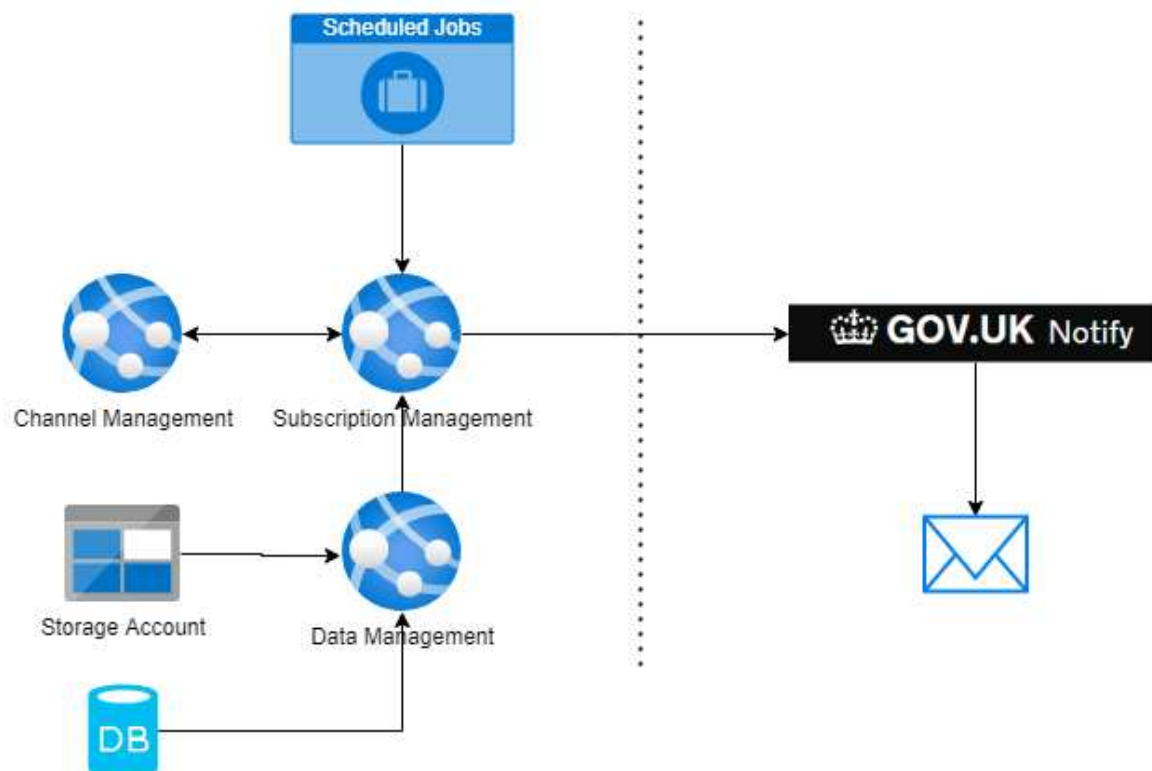 Scheduled Jobs
GOV.UK Notify
Channel Management
Subscription Management
Storage Account
Data Management
DB